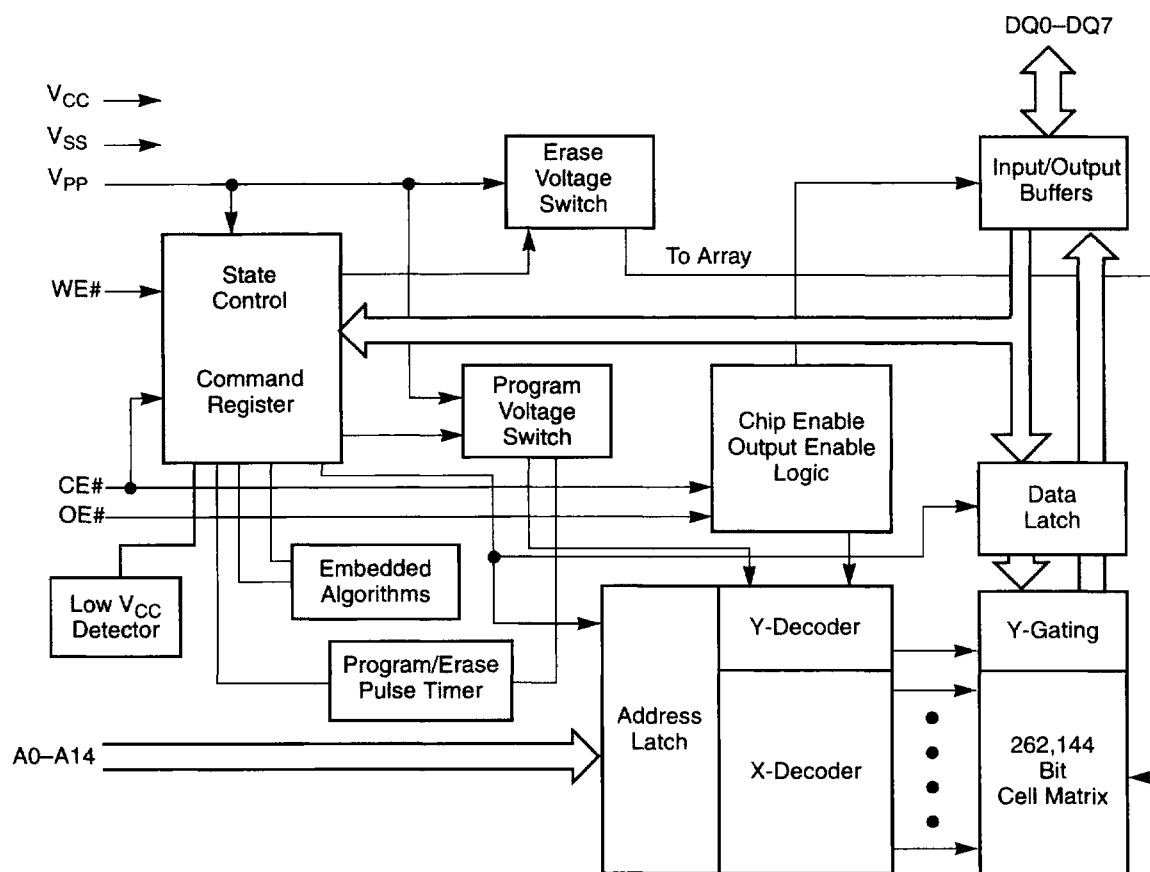 DQ0–DQ7
VCC
VSS
VPP
Erase
Voltage
Switch
Input/Output
Buffers
To Array
WE#
State
Control
Command
Register
Program
Voltage
Switch
Chip Enable
Output Enable
Logic
CE#
OE#
Data
Latch
Embedded
Algorithms
Low VCC
Detector
Y-Decoder
Y-Gating
Program/Erase
Pulse Timer
Address
Latch
A0–A14
X-Decoder
262,144
Bit
Cell Matrix